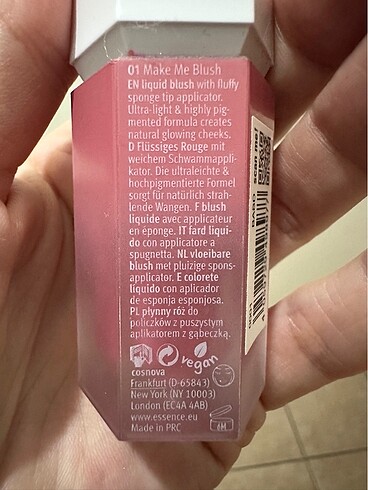 01 Make Me Blush
EN liquid blush with fluffy
sponge tip applicator.
Ultra-light & highly pig-
mented formula creates
natural glowing cheeks.
D Flüssiges Rouge mit
weichem Schwammappli-
kator. Die ultraleichte &
hochpigmentierte Formel
sorgt für natürlich strah-
lende Wangen. F blush
liquide avec applicateur
en éponge. IT fard liqui-
do con applicatore a
spugnetta. NL vloeibare
blush met pluizige spons-
applicator. E colorete
líquido con aplicador
de esponja esponjosa.
PL płynny róż do
policzków z puszystym
aplikatorem z gąbeczką.
vegan
cosnova
Frankfurt (D-65843)
New York (NY 10003)
London (EC4A 4AB)
www.essence.eu
Made in PRC
6M